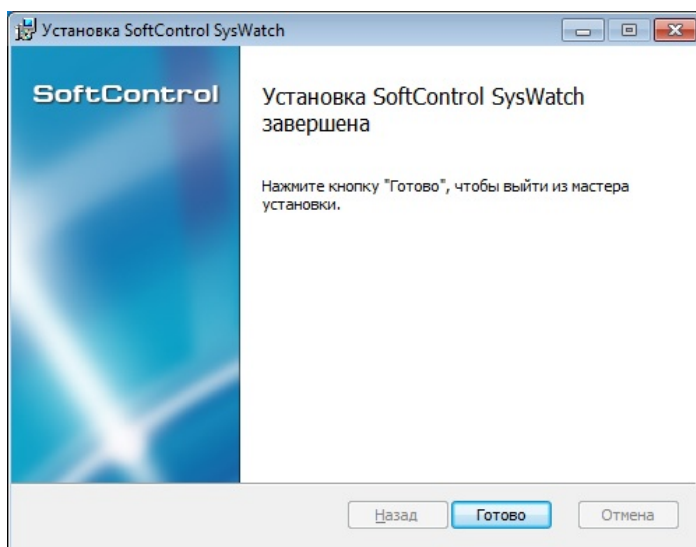 Установка SoftControl SysWatch
SoftControl
Установка SoftControl SysWatch
завершена
Нажмите кнопку "Готово", чтобы выйти из мастера
установки.
Назад Готово Отмена